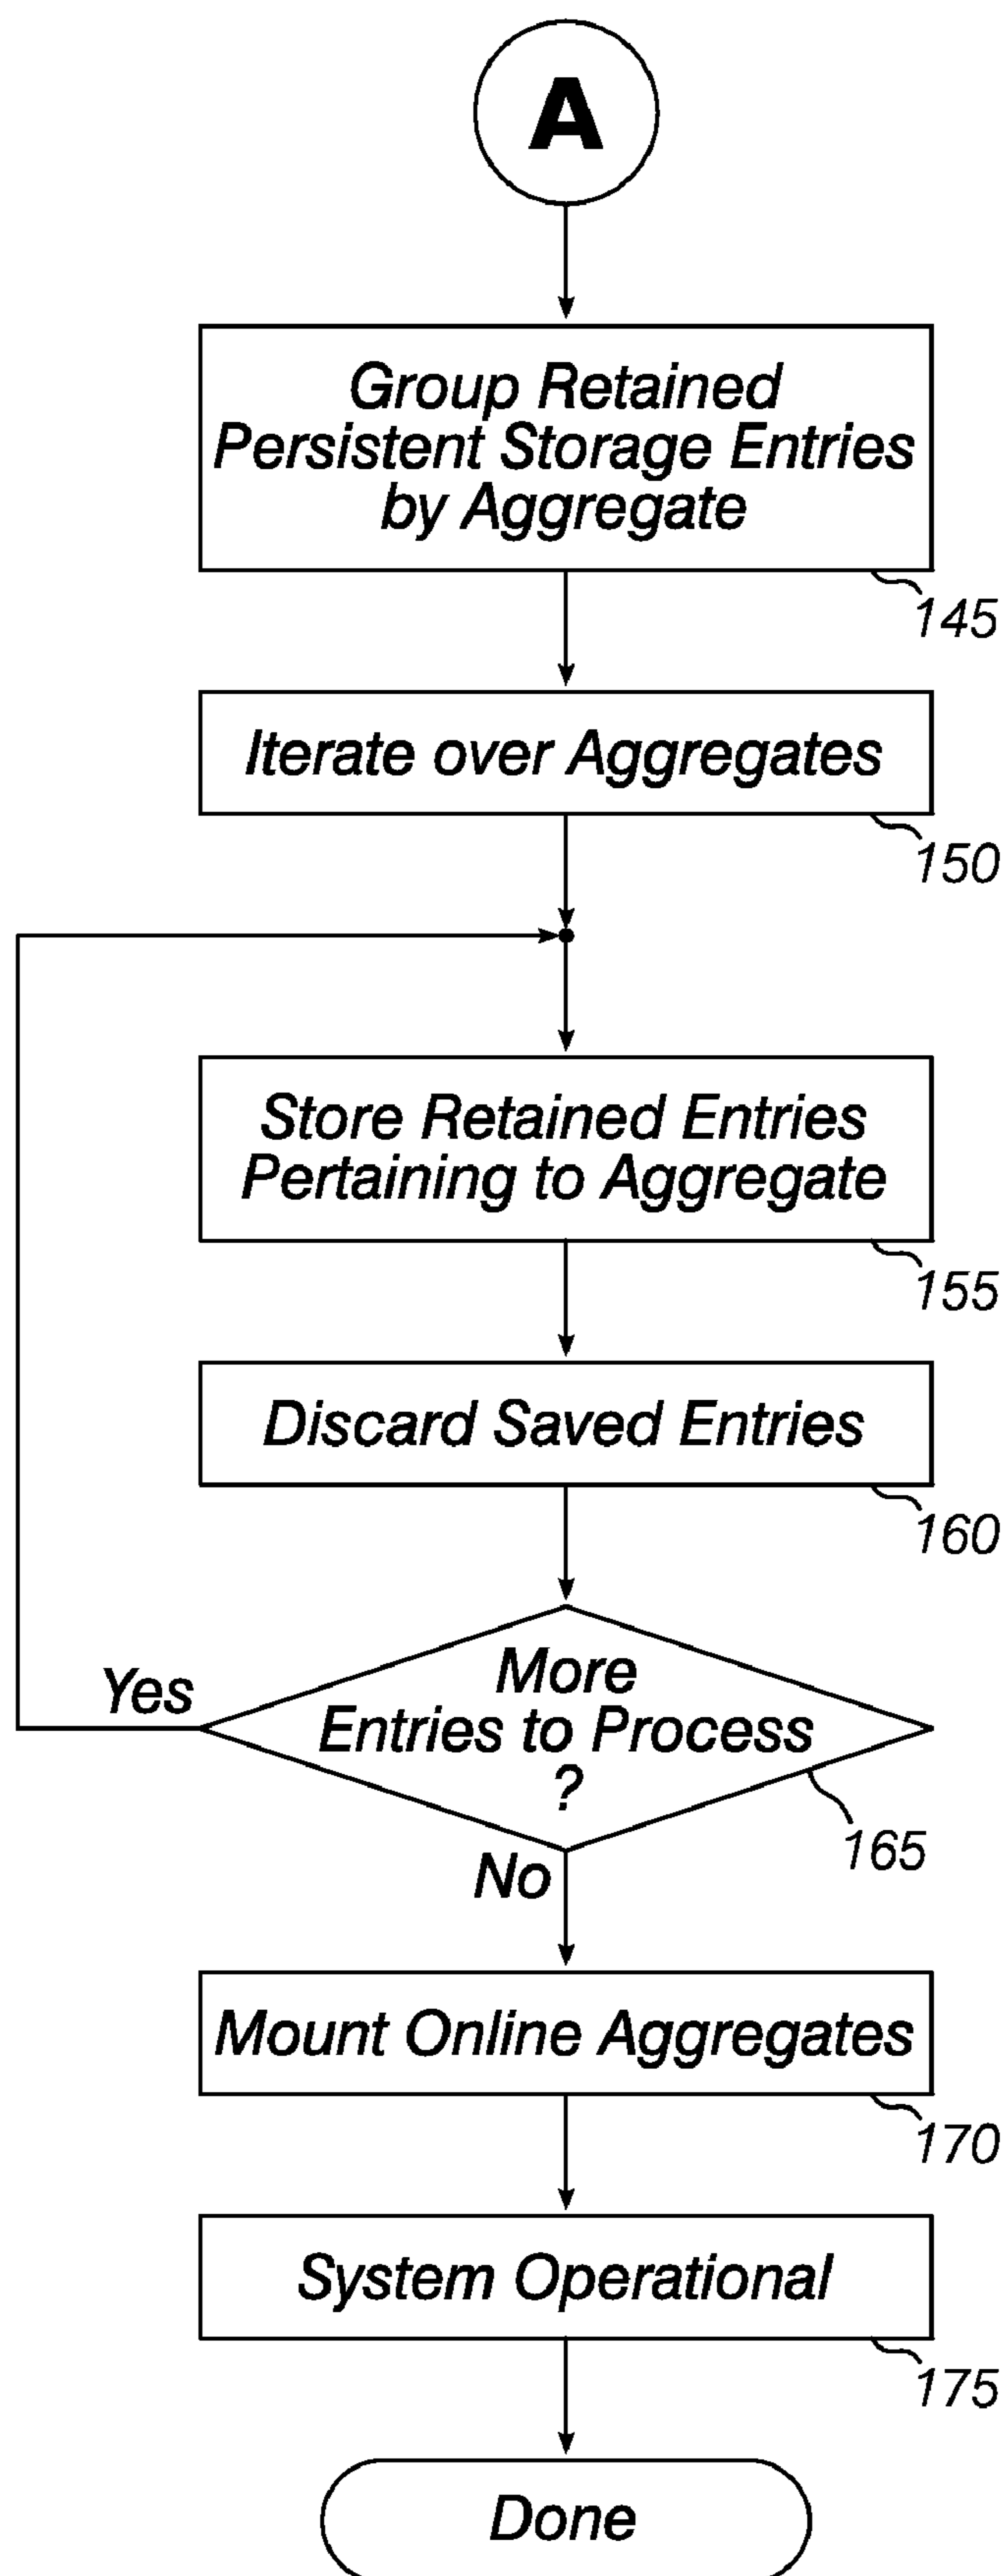 A
Group Retained
Persistent Storage Entries
by Aggregate
145
Iterate over Aggregates
150
Store Retained Entries
Pertaining to Aggregate
155
Discard Saved Entries
160
More
Entries to Process
?
Yes
165
No
Mount Online Aggregates
170
System Operational
175
Done